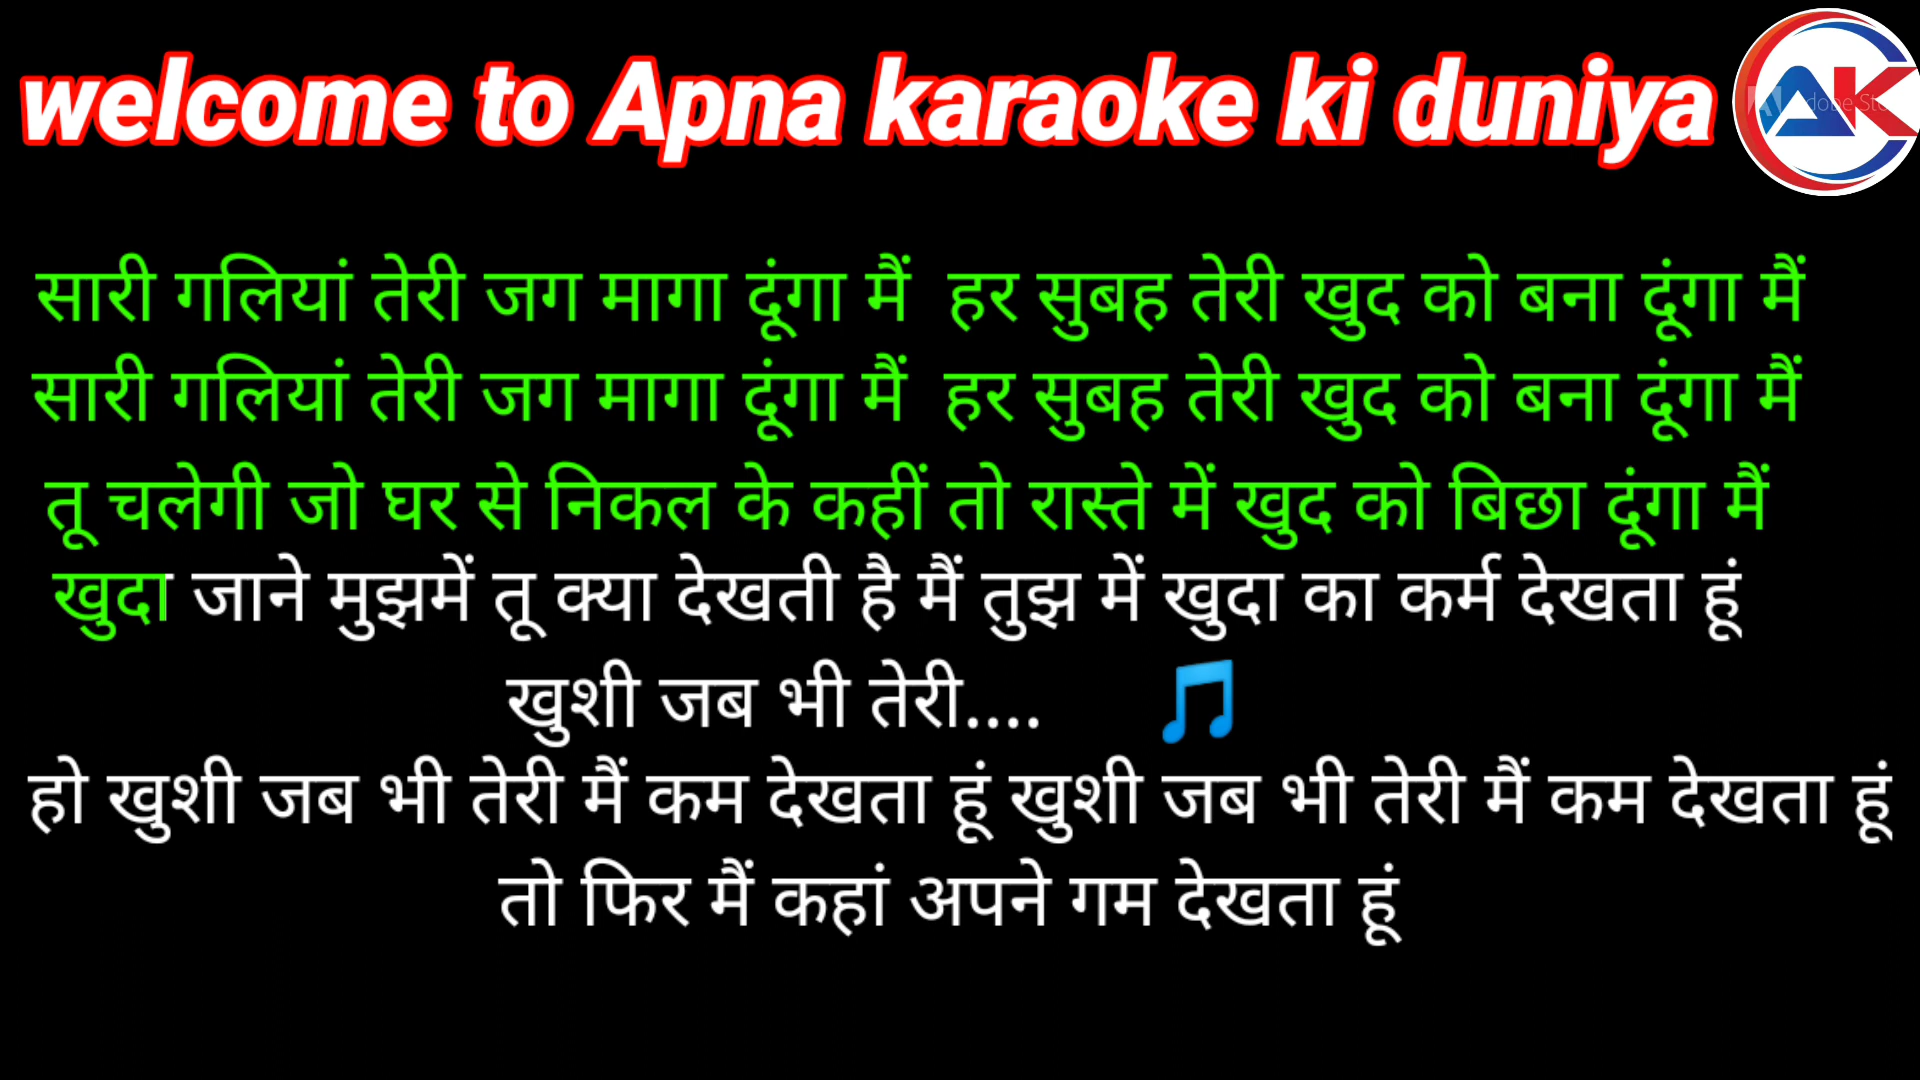 welcome to Apna karaoke ki duniya
AK
सारी गलियां तेरी जग मागा दूंगा मैं हर सुबह तेरी खुद को बना दूंगा मैं
सारी गलियां तेरी जग मागा दूंगा मैं हर सुबह तेरी खुद को बना दूंगा मैं
तू चलेगी जो घर से निकल के कहीं तो रास्ते में खुद को बिछा दूंगा मैं
खुदा जाने मुझमें तू क्या देखती है मैं तुझ में खुदा का कर्म देखता हूं
खुशी जब भी तेरी....
हो खुशी जब भी तेरी मैं कम देखता हूं खुशी जब भी तेरी मैं कम देखता हूं
तो फिर मैं कहां अपने गम देखता हूं